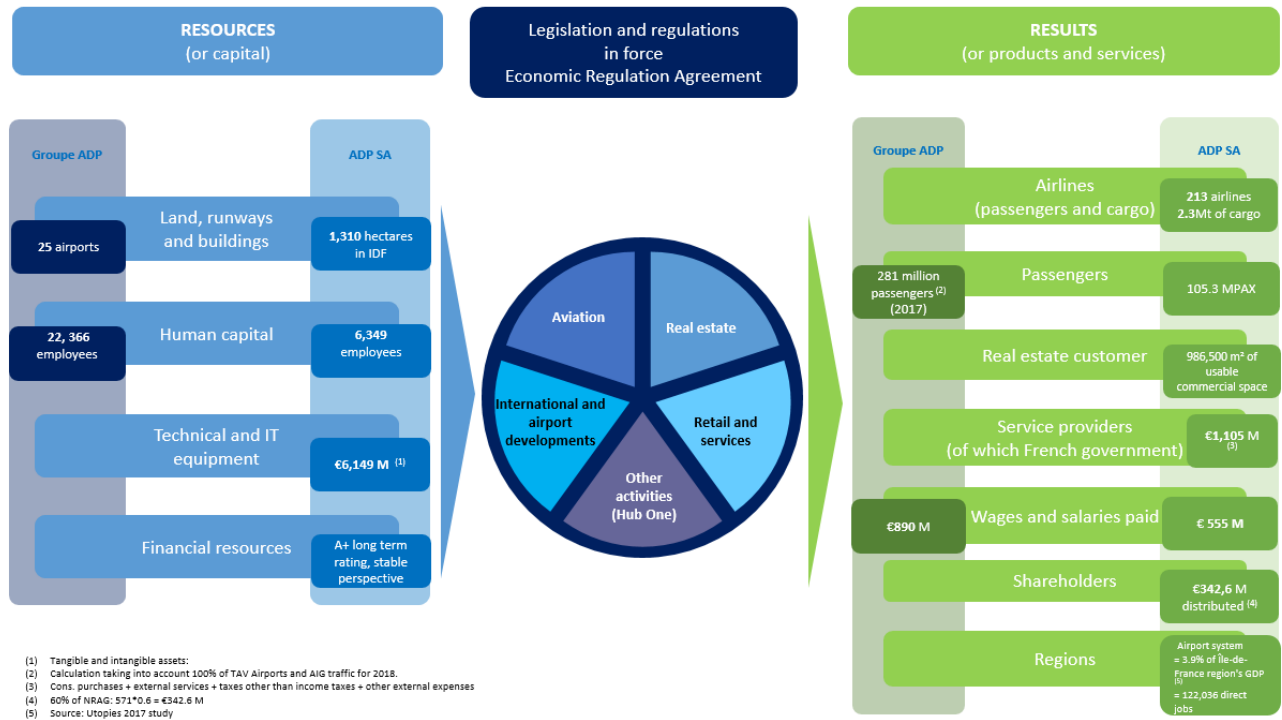 RESOURCES
(or capital)
Legislation and regulations
in force
Economic Regulation Agreement
RESULTS
(or products and services)
Groupe ADP
ADP SA
Land, runways
and buildings
25 airports
1,310 hectares
in IDF
Human capital
22, 366
employees
6,349
employees
Technical and IT
equipment
€6,149 M (1)
Financial resources
A+ long term
rating, stable
perspective
Aviation
Real estate
International and
airport
developments
Retail and
services
Other
activities
(Hub One)
Groupe ADP
ADP SA
Airlines
(passengers and cargo)
213 airlines
2.3Mt of cargo
Passengers
281 million
passengers (2)
(2017)
105.3 MPAX
Real estate customer
986,500 m² of
usable
commercial space
Service providers
(of which French government)
€1,105 M
(3)
Wages and salaries paid
€890 M
€ 555 M
Shareholders
€342,6 M
distributed (4)
Regions
Airport system
= 3.9% of Île-de-
France region's GDP
(5)
= 122,036 direct
jobs
(1) Tangible and intangible assets:
(2) Calculation taking into account 100% of TAV Airports and AIG traffic for 2018.
(3) Cons. purchases + external services + taxes other than income taxes + other external expenses
(4) 60% of NRAG: 571*0.6 = €342.6 M
(5) Source: Utopies 2017 study